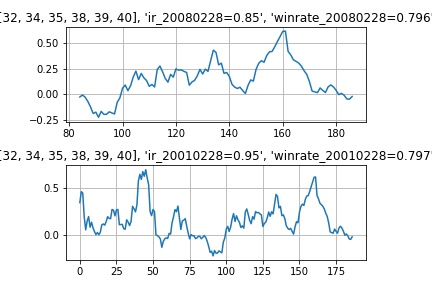 [32, 34, 35, 38, 39, 40], 'ir_20080228=0.85', 'winrate_20080228=0.796'
0.50
0.25
0.00
−0.25
80 100 120 140 160 180
[32, 34, 35, 38, 39, 40], 'ir_20010228=0.95', 'winrate_20010228=0.797'
0.5
0.0
0 25 50 75 100 125 150 175